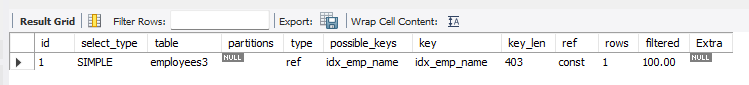 Result Grid Filter Rows: Export: Wrap Cell Content: IA
id select_type table partitions type possible_keys key key_len ref rows filtered Extra
1 SIMPLE employees3 NULL ref idx_emp_name idx_emp_name 403 const 1 100.00 NULL